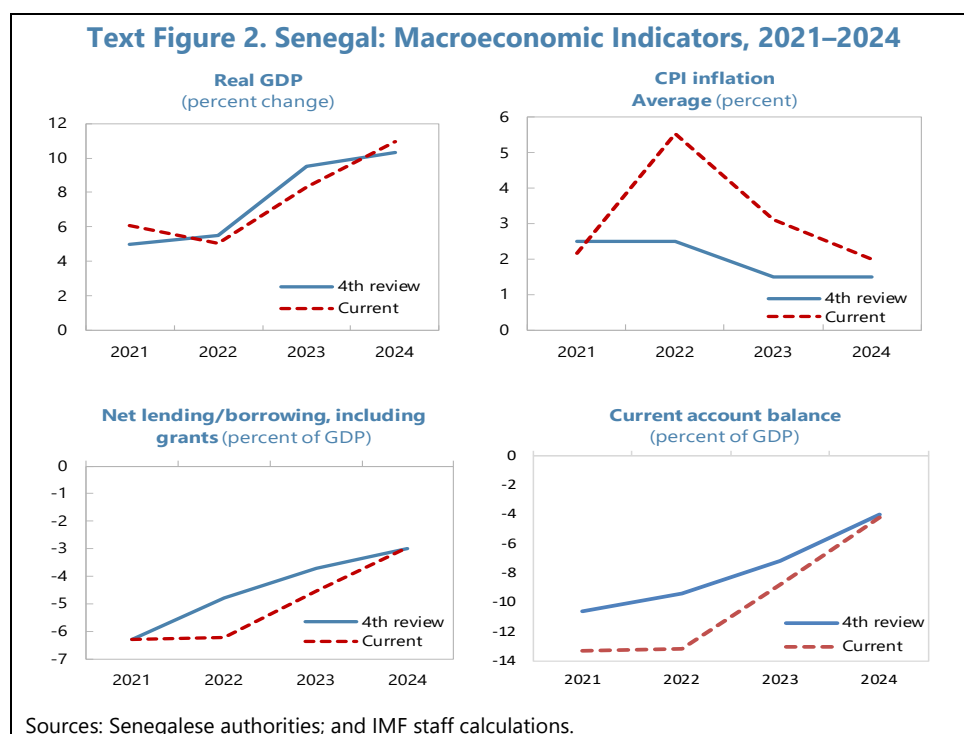 Text Figure 2. Senegal: Macroeconomic Indicators, 2021–2024
Real GDP
(percent change)
12
10
8
6
4
2
0
4th review
Current
2021 2022 2023 2024
CPI inflation
Average (percent)
6
5
4
3
2
1
0
4th review
Current
2021 2022 2023 2024
Net lending/borrowing, including
grants (percent of GDP)
0
-1
-2
-3
-4
-5
-6
-7
4th review
Current
2021 2022 2023 2024
Current account balance
(percent of GDP)
0
-2
-4
-6
-8
-10
-12
-14
4th review
Current
2021 2022 2023 2024
Sources: Senegalese authorities; and IMF staff calculations.